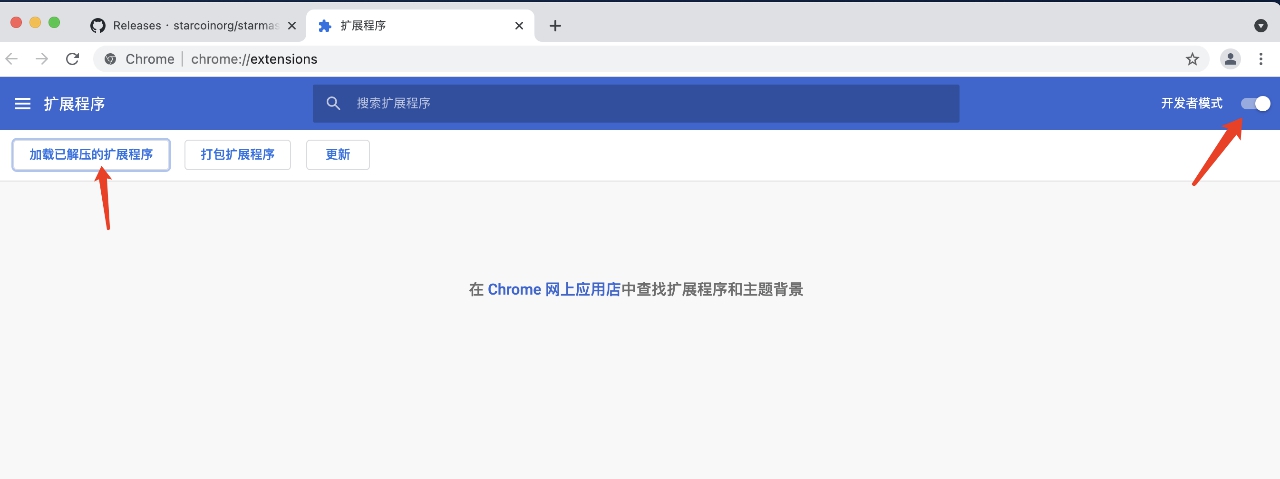 Releases · starcoinorg/starmas
扩展程序
Chrome | chrome://extensions
扩展程序
搜索扩展程序
开发者模式
加载已解压的扩展程序
打包扩展程序
更新
在 Chrome 网上应用店中查找扩展程序和主题背景